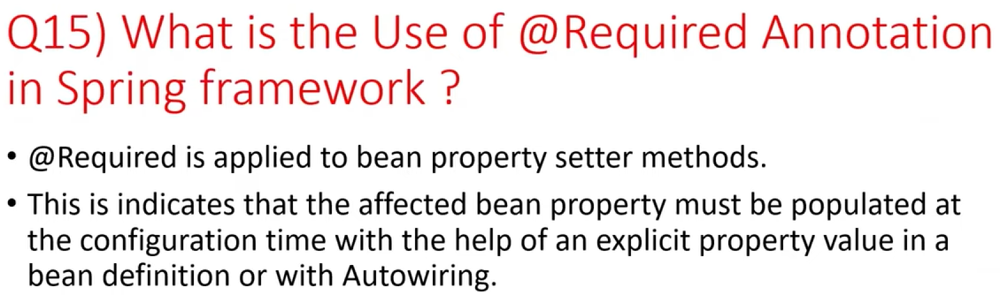 Q15) What is the Use of @Required Annotation
in Spring framework ?
• @Required is applied to bean property setter methods.
• This is indicates that the affected bean property must be populated at
the configuration time with the help of an explicit property value in a
bean definition or with Autowiring.